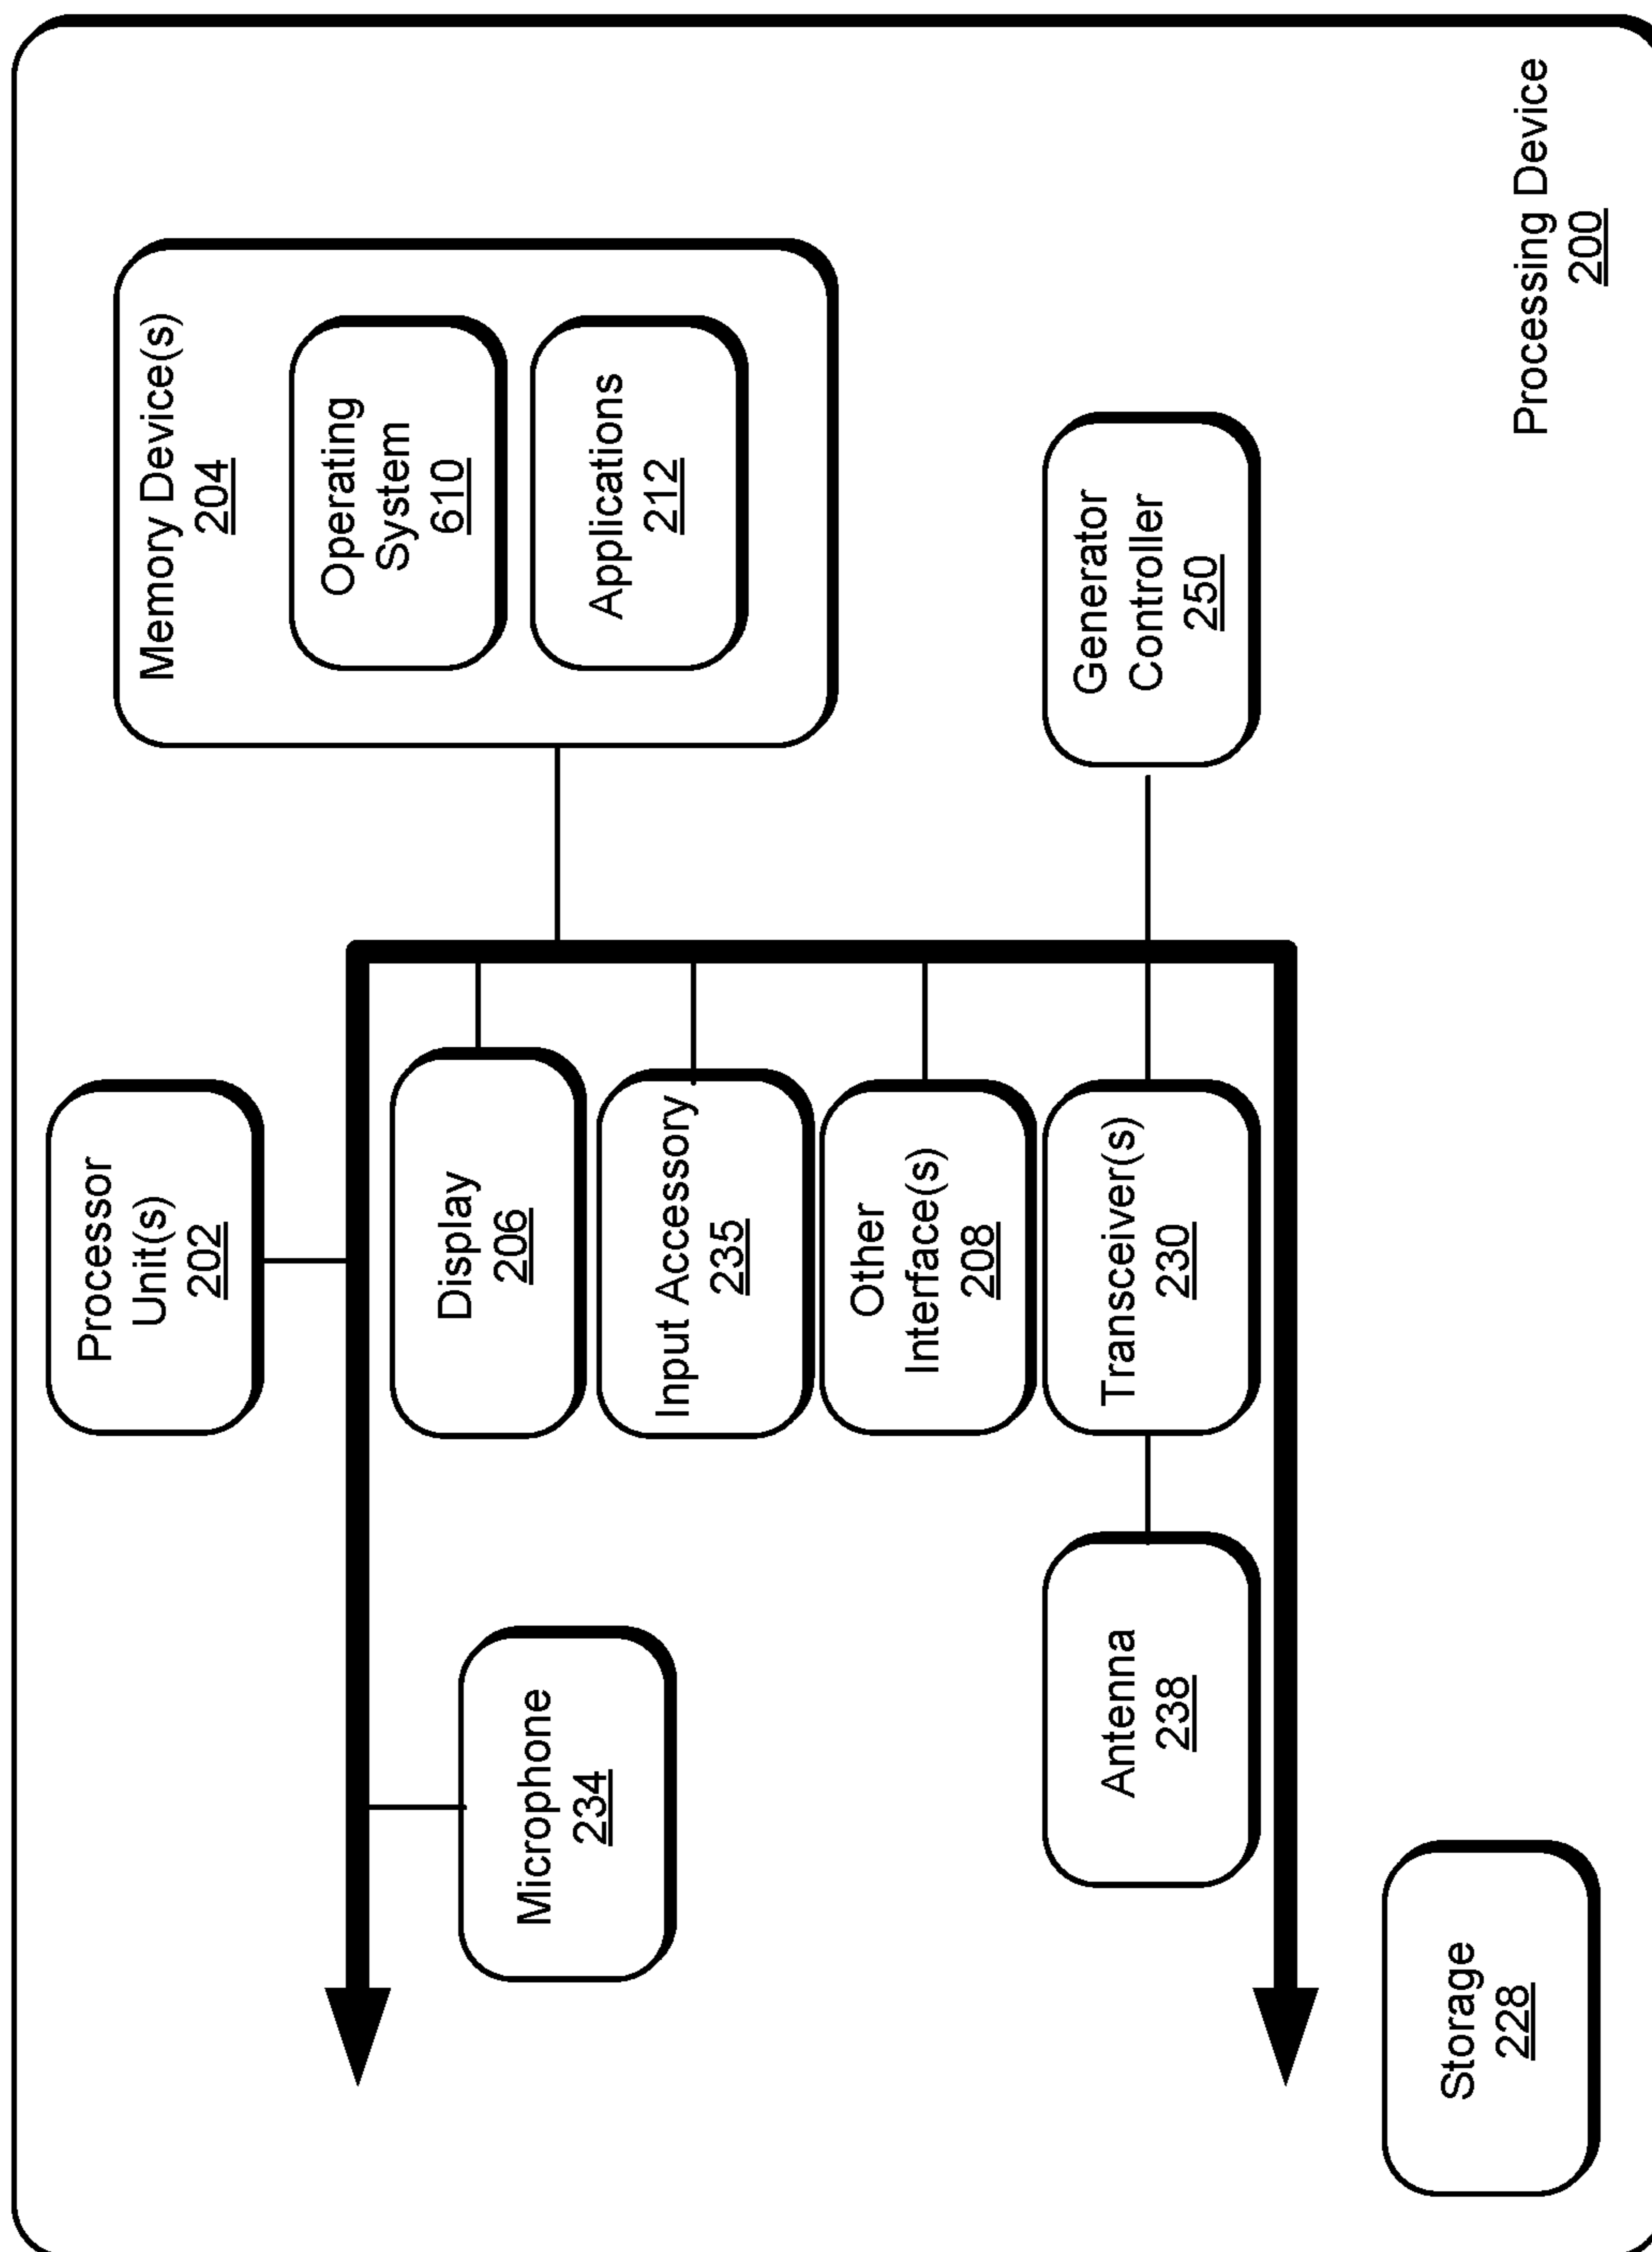 Processor
Unit(s)
202
Memory Device(s)
204
Operating
System
610
Applications
212
Display
206
Microphone
234
Input Accessory
235
Other
Interface(s)
208
Antenna
238
Transceiver(s)
230
Generator
Controller
250
Storage
228
Processing Device
200